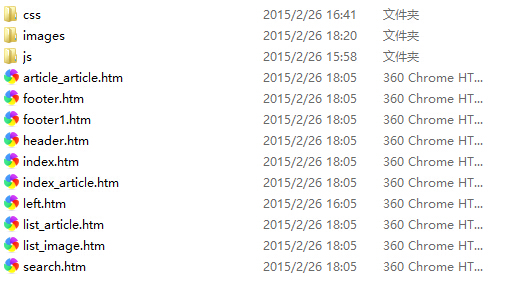 css 2015/2/26 16:41 文件夹
images 2015/2/26 18:20 文件夹
js 2015/2/26 15:58 文件夹
article_article.htm 2015/2/26 18:05 360 Chrome HT...
footer.htm 2015/2/26 18:05 360 Chrome HT...
footer1.htm 2015/2/26 18:05 360 Chrome HT...
header.htm 2015/2/26 18:05 360 Chrome HT...
index.htm 2015/2/26 18:05 360 Chrome HT...
index_article.htm 2015/2/26 18:05 360 Chrome HT...
left.htm 2015/2/26 16:05 360 Chrome HT...
list_article.htm 2015/2/26 18:05 360 Chrome HT...
list_image.htm 2015/2/26 18:05 360 Chrome HT...
search.htm 2015/2/26 18:05 360 Chrome HT...